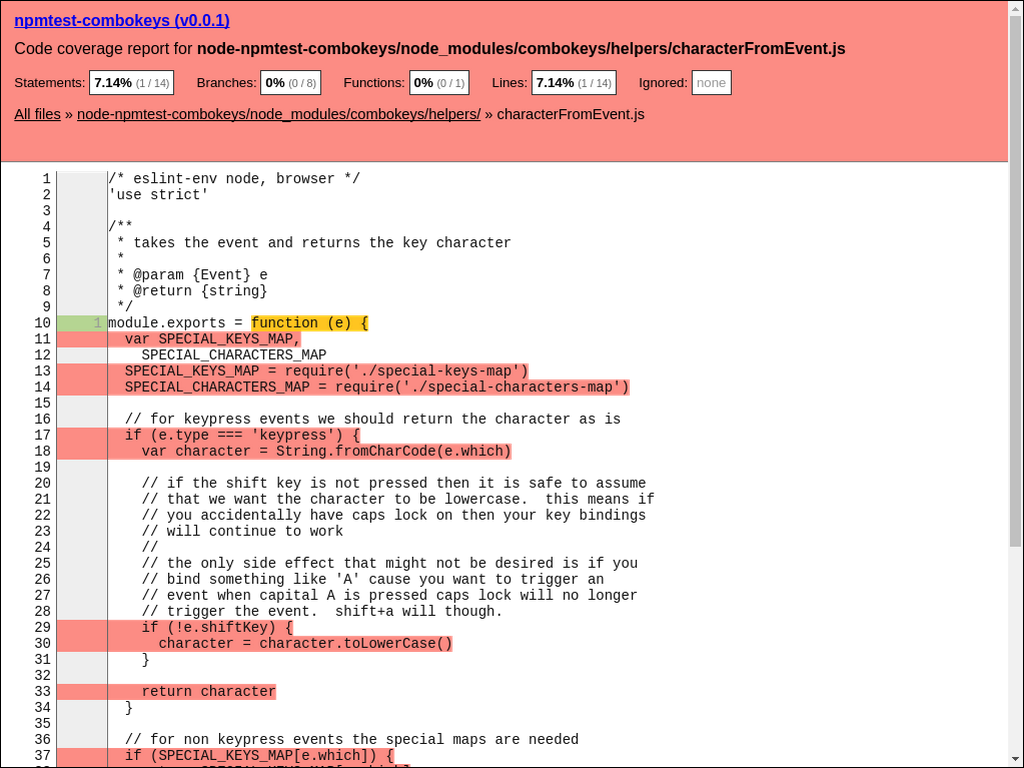 npmtest-combokeys (v0.0.1)
Code coverage report for node-npmtest-combokeys/node_modules/combokeys/helpers/characterFromEvent.js
Statements: 7.14% (1 / 14) Branches: 0% (0 / 8) Functions: 0% (0 / 1) Lines: 7.14% (1 / 14) Ignored: none
All files » node-npmtest-combokeys/node_modules/combokeys/helpers/ » characterFromEvent.js
1 /* eslint-env node, browser */
2 'use strict'
3
4 /**
5  * takes the event and returns the key character
6  *
7  * @param {Event} e
8  * @return {string}
9  */
10 1 module.exports = function (e) {
11   var SPECIAL_KEYS_MAP,
12     SPECIAL_CHARACTERS_MAP
13   SPECIAL_KEYS_MAP = require('./special-keys-map')
14   SPECIAL_CHARACTERS_MAP = require('./special-characters-map')
15
16   // for keypress events we should return the character as is
17   if (e.type === 'keypress') {
18     var character = String.fromCharCode(e.which)
19
20     // if the shift key is not pressed then it is safe to assume
21     // that we want the character to be lowercase.  this means if
22     // you accidentally have caps lock on then your key bindings
23     // will continue to work
24     //
25     // the only side effect that might not be desired is if you
26     // bind something like 'A' cause you want to trigger an
27     // event when capital A is pressed caps lock will no longer
28     // trigger the event.  shift+a will though.
29     if (!e.shiftKey) {
30       character = character.toLowerCase()
31     }
32
33     return character
34   }
35
36   // for non keypress events the special maps are needed
37   if (SPECIAL_KEYS_MAP[e.which]) {